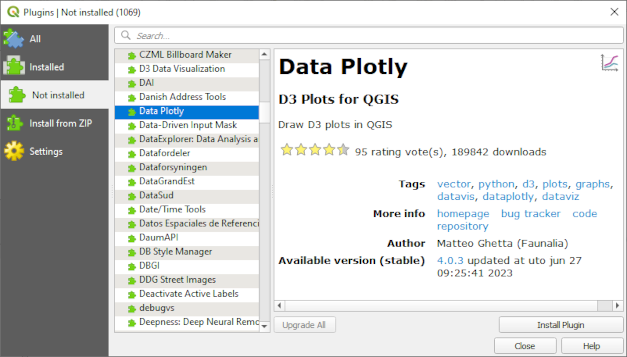 Plugins | Not installed (1069)
All
Installed
Not installed
Install from ZIP
Settings
Search...
CZML Billboard Maker
D3 Data Visualization
DAI
Danish Address Tools
Data Plotly
Data-Driven Input Mask
DataExplorer: Data Analysis a
Datafordeler
Dataforsyningen
DataGrandEst
DataSud
Date/Time Tools
Datos Espaciales de Referenci
DaumAPI
DB Style Manager
DBGI
DDG Street Images
Deactivate Active Labels
debugvs
Deepness: Deep Neural Remo
Data Plotly
D3 Plots for QGIS
Draw D3 plots in QGIS
95 rating vote(s), 189842 downloads
Tags vector, python, d3, plots, graphs,
datavis, dataplotly, dataviz
More info homepage bug tracker code
repository
Author Matteo Ghetta (Faunalia)
Available version (stable) 4.0.3 updated at uto jun 27
09:25:41 2023
Upgrade All
Install Plugin
Close
Help